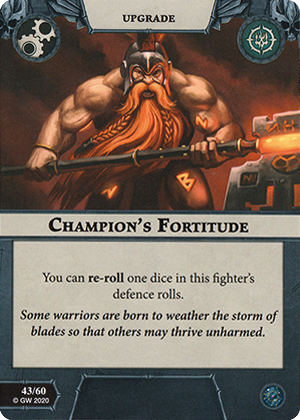 UPGRADE
CHAMPION'S FORTITUDE
You can re-roll one dice in this fighter's
defence rolls.
Some warriors are born to weather the storm of
blades so that others may thrive unharmed.
43/60
© GW 2020